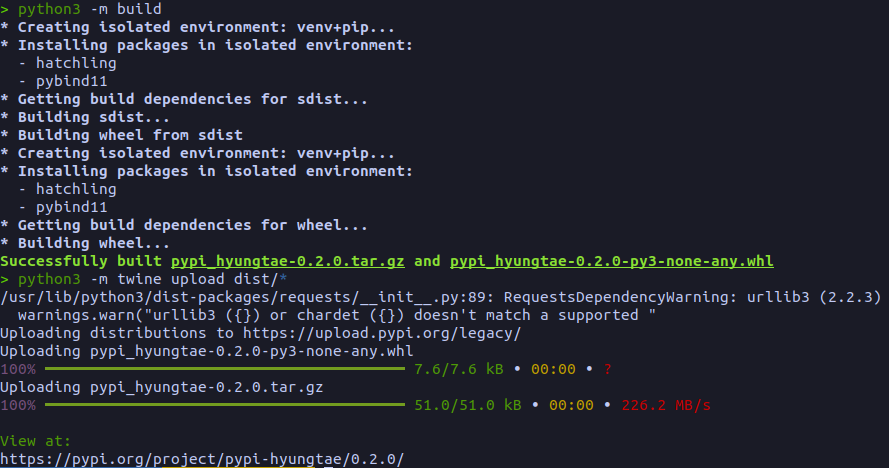 > python3 -m build
* Creating isolated environment: venv+pip...
* Installing packages in isolated environment:
  - hatchling
  - pybind11
* Getting build dependencies for sdist...
* Building sdist...
* Building wheel from sdist
* Creating isolated environment: venv+pip...
* Installing packages in isolated environment:
  - hatchling
  - pybind11
* Getting build dependencies for wheel...
* Building wheel...
Successfully built pypi_hyungtae-0.2.0.tar.gz and pypi_hyungtae-0.2.0-py3-none-any.whl
> python3 -m twine upload dist/*
/usr/lib/python3/dist-packages/requests/__init__.py:89: RequestsDependencyWarning: urllib3 (2.2.3)
  warnings.warn("urllib3 ({}) or chardet ({}) doesn't match a supported "
Uploading distributions to https://upload.pypi.org/legacy/
Uploading pypi_hyungtae-0.2.0-py3-none-any.whl
100% 7.6/7.6 kB • 00:00 • ?
Uploading pypi_hyungtae-0.2.0.tar.gz
100% 51.0/51.0 kB • 00:00 • 226.2 MB/s
View at:
https://pypi.org/project/pypi-hyungtae/0.2.0/